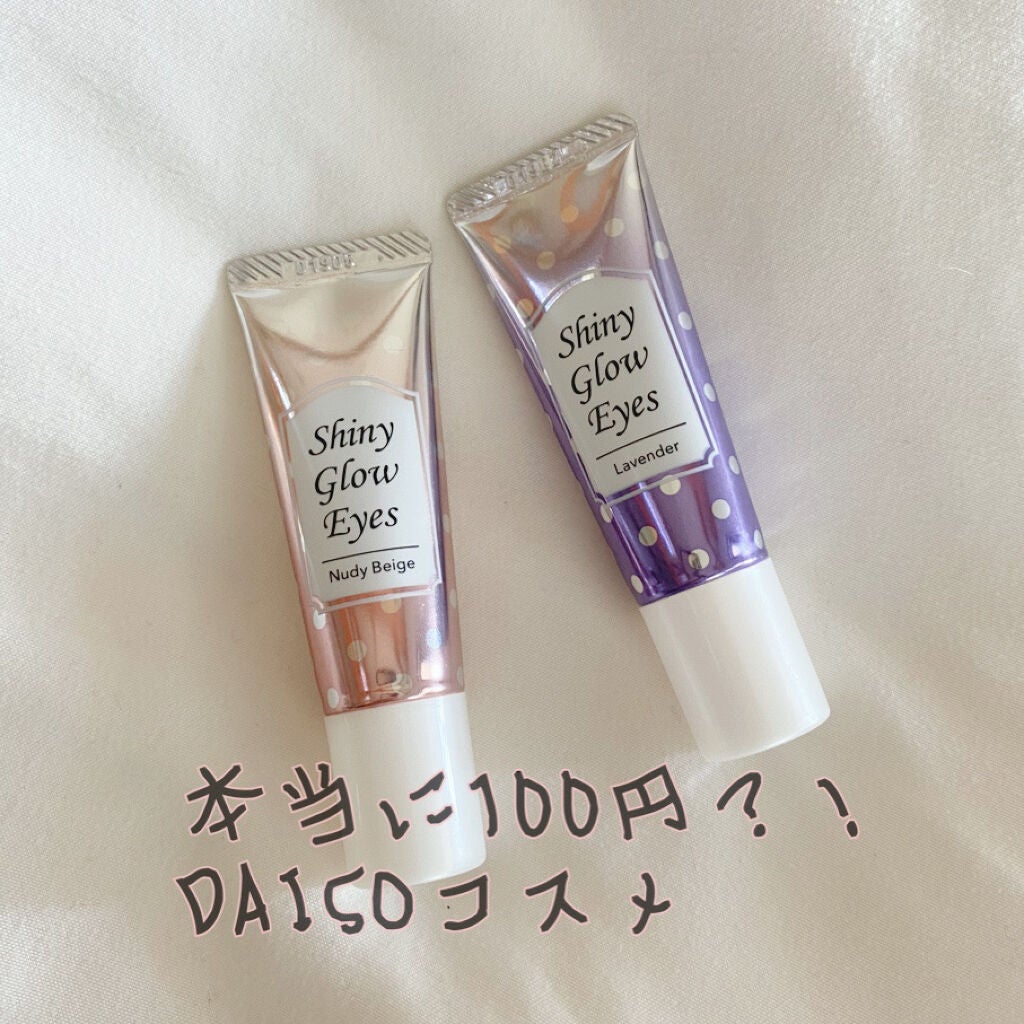 Shiny
Glow
Eyes
Nudy Beige
Shiny
Glow
Eyes
Lavender
本当に100円？！
DAISOコスメ